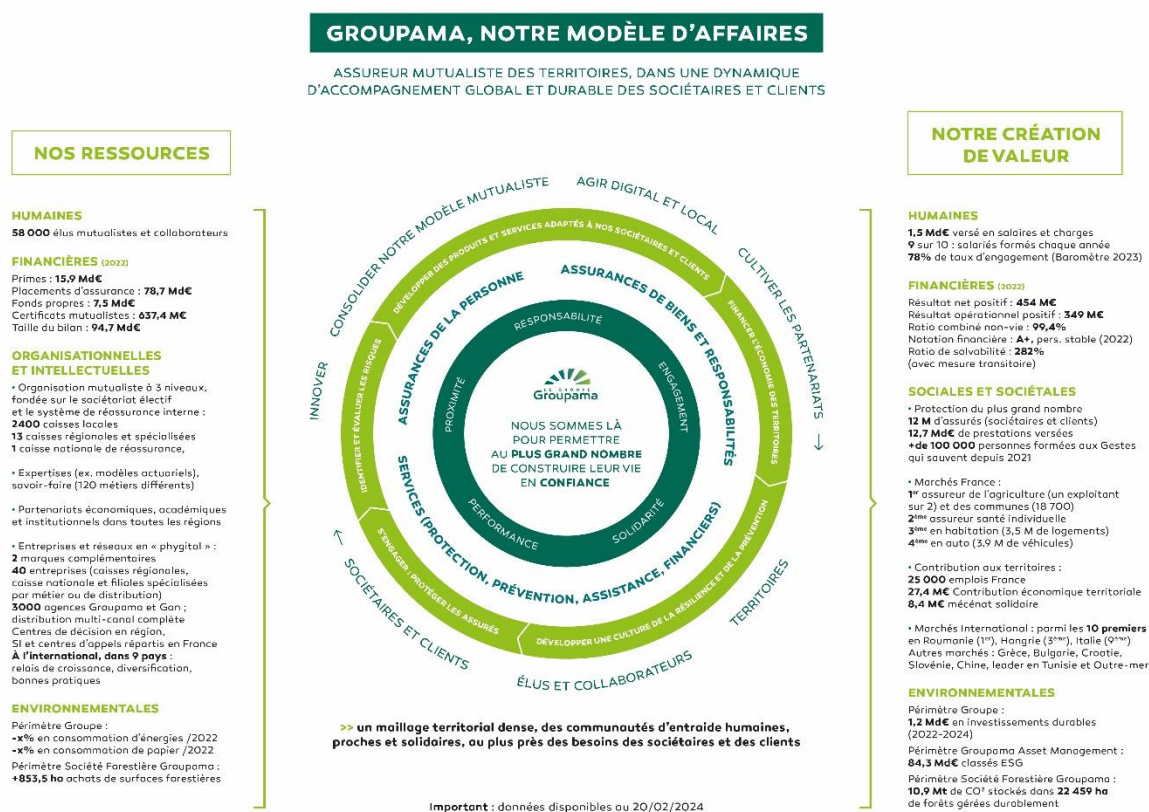 GROUPAMA, NOTRE MODÈLE D'AFFAIRES
ASSUREUR MUTUALISTE DES TERRITOIRES, DANS UNE DYNAMIQUE
D'ACCOMPAGNEMENT GLOBAL ET DURABLE DES SOCIÉTAIRES ET CLIENTS
NOS RESSOURCES
HUMAINES
58 000 élus mutualistes et collaborateurs
FINANCIÈRES (2022)
Primes : 15,9 Md€
Placements d'assurance : 78,7 Md€
Fonds propres : 7,5 Md€
Certificats mutualistes : 637,4 M€
Taille du bilan : 94,7 Md€
ORGANISATIONNELLES
ET INTELLECTUELLES
• Organisation mutualiste à 3 niveaux,
fondée sur le sociétariat électif
et le système de réassurance interne :
2400 caisses locales
13 caisses régionales et spécialisées
1 caisse nationale de réassurance,
• Expertises (ex. modèles actuariels),
savoir-faire (120 métiers différents)
• Partenariats économiques, académiques
et institutionnels dans toutes les régions
• Entreprises et réseaux en « phygital » :
2 marques complémentaires
40 entreprises (caisses régionales,
caisse nationale et filiales spécialisées
par métier ou de distribution)
3000 agences Groupama et Gan ;
distribution multi-canal complète
Centres de décision en région,
SI et centres d'appels répartis en France
À l'international, dans 9 pays :
relais de croissance, diversification,
bonnes pratiques
ENVIRONNEMENTALES
Périmètre Groupe :
-x% en consommation d'énergies /2022
-x% en consommation de papier /2022
Périmètre Société Forestière Groupama :
+853,5 ha achats de surfaces forestières
INNOVER
CONSOLIDER NOTRE MODÈLE MUTUALISTE
AGIR DIGITAL ET LOCAL
CULTIVER LES PARTENARIATS →
TERRITOIRES
ÉLUS ET COLLABORATEURS
SOCIÉTAIRES ET CLIENTS →
IDENTIFIER ET ÉVALUER LES RISQUES
DÉVELOPPER DES PRODUITS ET SERVICES ADAPTÉS À NOS SOCIÉTAIRES ET CLIENTS
FINANCER L'ÉCONOMIE DES TERRITOIRES
DÉVELOPPER UNE CULTURE DE LA RÉSILIENCE ET DE LA PRÉVENTION
S'ENGAGER : PROTÉGER LES ASSURÉS
ASSURANCES DE LA PERSONNE
ASSURANCES DE BIENS ET RESPONSABILITÉS
SERVICES (PROTECTION, PRÉVENTION, ASSISTANCE, FINANCIERS)
RESPONSABILITÉ
ENGAGEMENT
SOLIDARITÉ
PERFORMANCE
PROXIMITÉ
LE GROUPE
Groupama
NOUS SOMMES LÀ
POUR PERMETTRE
AU PLUS GRAND NOMBRE
DE CONSTRUIRE LEUR VIE
EN CONFIANCE
>> un maillage territorial dense, des communautés d'entraide humaines,
proches et solidaires, au plus près des besoins des sociétaires et des clients
Important : données disponibles au 20/02/2024
NOTRE CRÉATION
DE VALEUR
HUMAINES
1,5 Md€ versé en salaires et charges
9 sur 10 : salariés formés chaque année
78% de taux d'engagement (Baromètre 2023)
FINANCIÈRES (2022)
Résultat net positif : 454 M€
Résultat opérationnel positif : 349 M€
Ratio combiné non-vie : 99,4%
Notation financière : A+, pers. stable (2022)
Ratio de solvabilité : 282%
(avec mesure transitoire)
SOCIALES ET SOCIÉTALES
• Protection du plus grand nombre
12 M d'assurés (sociétaires et clients)
12,7 Md€ de prestations versées
+de 100 000 personnes formées aux Gestes
qui sauvent depuis 2021
• Marchés France :
1er assureur de l'agriculture (un exploitant
sur 2) et des communes (18 700)
2ème assureur santé individuelle
3ème en habitation (3,5 M de logements)
4ème en auto (3,9 M de véhicules)
• Contribution aux territoires :
25 000 emplois France
27,4 M€ Contribution économique territoriale
8,4 M€ mécénat solidaire
• Marchés International : parmi les 10 premiers
en Roumanie (1er), Hongrie (3ème), Italie (9ème)
Autres marchés : Grèce, Bulgarie, Croatie,
Slovénie, Chine, leader en Tunisie et Outre-mer
ENVIRONNEMENTALES
Périmètre Groupe :
1,2 Md€ en investissements durables
(2022-2024)
Périmètre Groupama Asset Management :
84,3 Md€ classés ESG
Périmètre Société Forestière Groupama :
10,9 Mt de CO² stockés dans 22 459 ha
de forêts gérées durablement